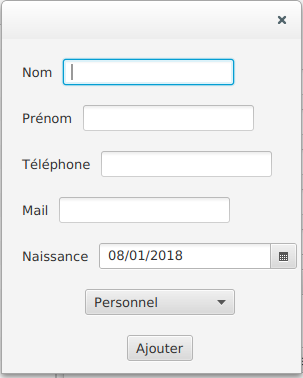 Nom
Prénom
Téléphone
Mail
Naissance 08/01/2018
Personnel
Ajouter